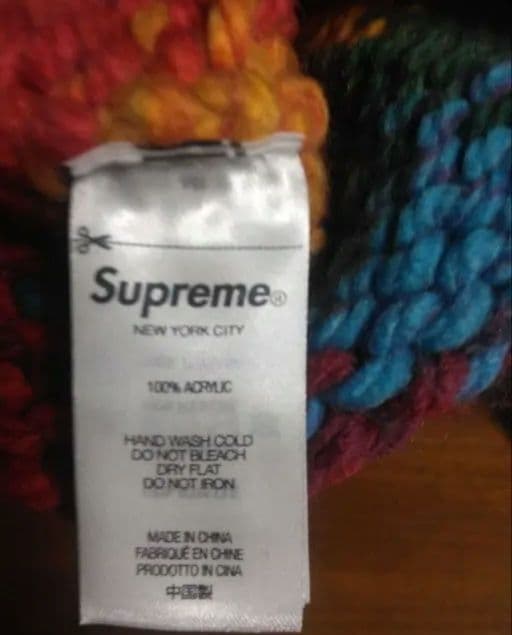 Supreme®
NEW YORK CITY
100% ACRYLIC
HAND WASH COLD
DO NOT BLEACH
DRY FLAT
DO NOT IRON
MADE IN CHINA
FABRIQUÉ EN CHINE
PRODOTTO IN CINA
中国製